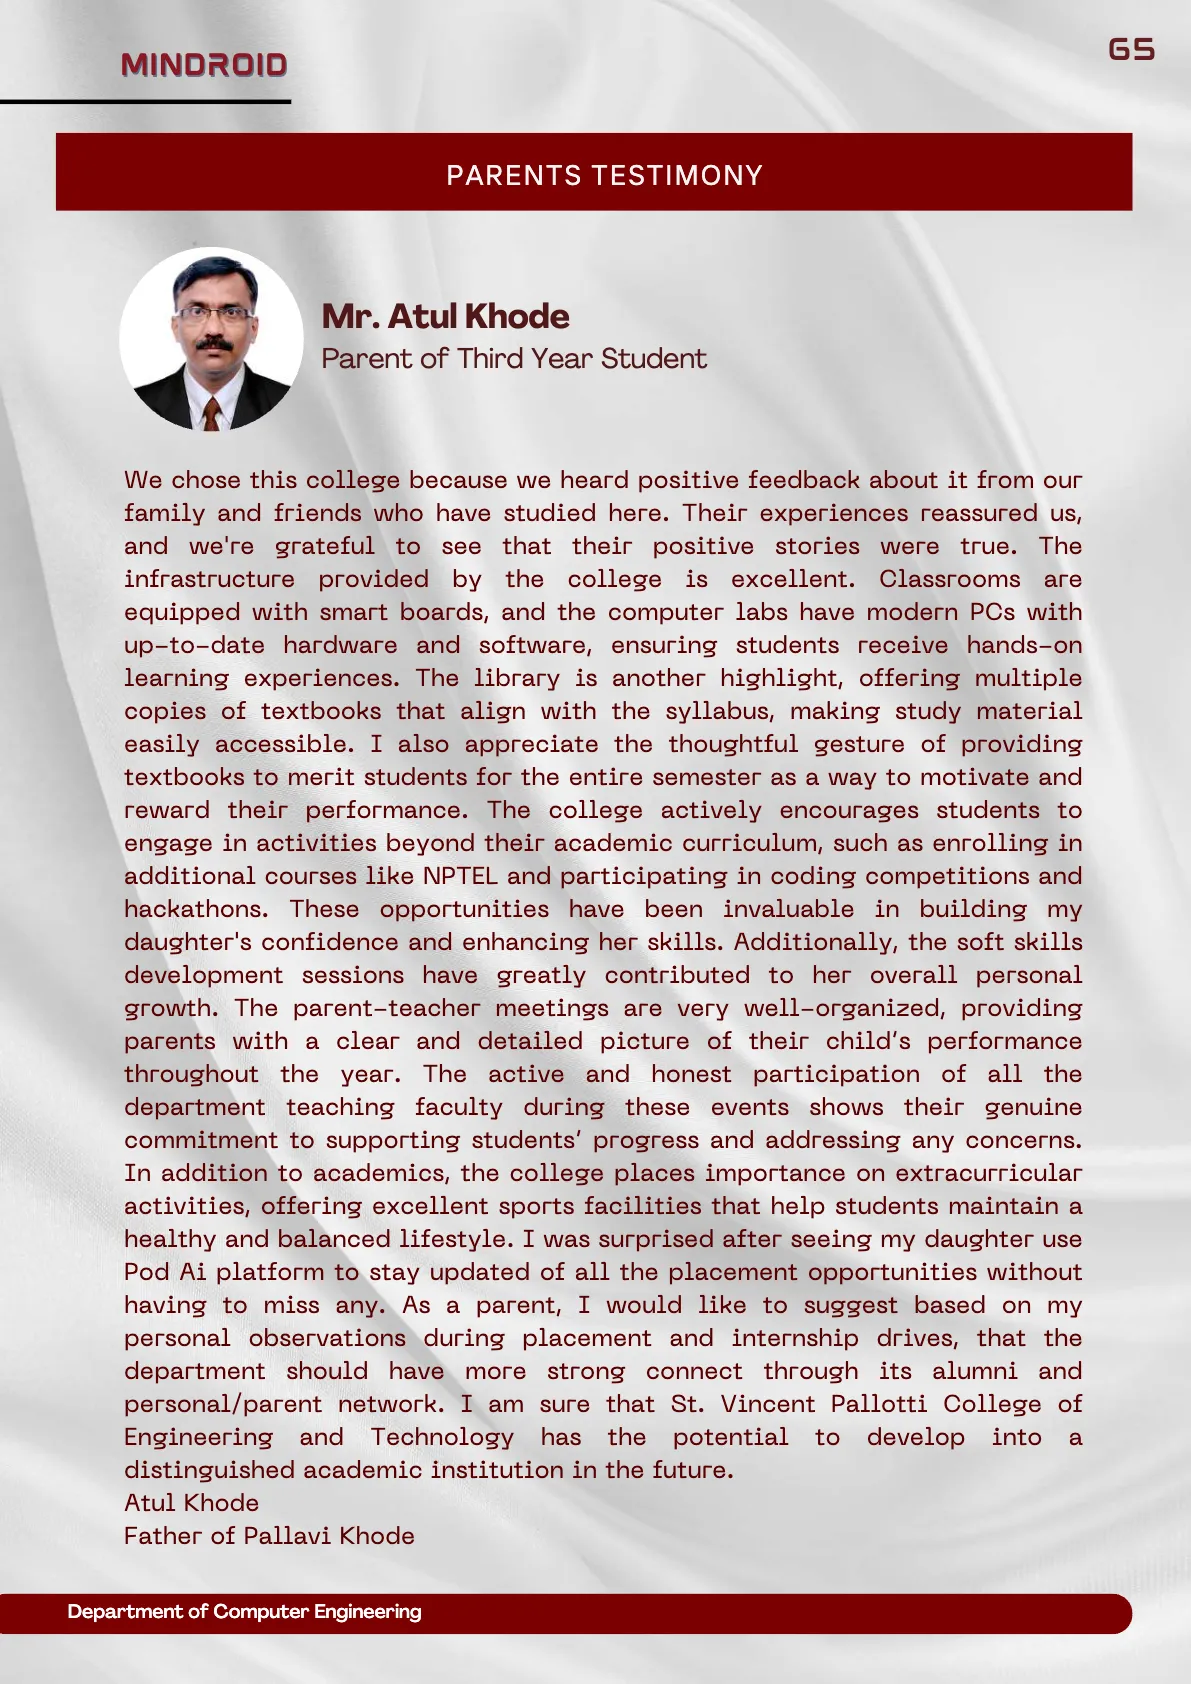 MINDROID
65
PARENTS TESTIMONY
Mr. Atul Khode
Parent of Third Year Student
We chose this college because we heard positive feedback about it from our
family and friends who have studied here. Their experiences reassured us,
and we're grateful to see that their positive stories were true. The
infrastructure provided by the college is excellent. Classrooms are
equipped with smart boards, and the computer labs have modern PCs with
up-to-date hardware and software, ensuring students receive hands-on
learning experiences. The library is another highlight, offering multiple
copies of textbooks that align with the syllabus, making study material
easily accessible. I also appreciate the thoughtful gesture of providing
textbooks to merit students for the entire semester as a way to motivate and
reward their performance. The college actively encourages students to
engage in activities beyond their academic curriculum, such as enrolling in
additional courses like NPTEL and participating in coding competitions and
hackathons. These opportunities have been invaluable in building my
daughter's confidence and enhancing her skills. Additionally, the soft skills
development sessions have greatly contributed to her overall personal
growth. The parent-teacher meetings are very well-organized, providing
parents with a clear and detailed picture of their child’s performance
throughout the year. The active and honest participation of all the
department teaching faculty during these events shows their genuine
commitment to supporting students’ progress and addressing any concerns.
In addition to academics, the college places importance on extracurricular
activities, offering excellent sports facilities that help students maintain a
healthy and balanced lifestyle. I was surprised after seeing my daughter use
Pod Ai platform to stay updated of all the placement opportunities without
having to miss any. As a parent, I would like to suggest based on my
personal observations during placement and internship drives, that the
department should have more strong connect through its alumni and
personal/parent network. I am sure that St. Vincent Pallotti College of
Engineering and Technology has the potential to develop into a
distinguished academic institution in the future.
Atul Khode
Father of Pallavi Khode
Department of Computer Engineering